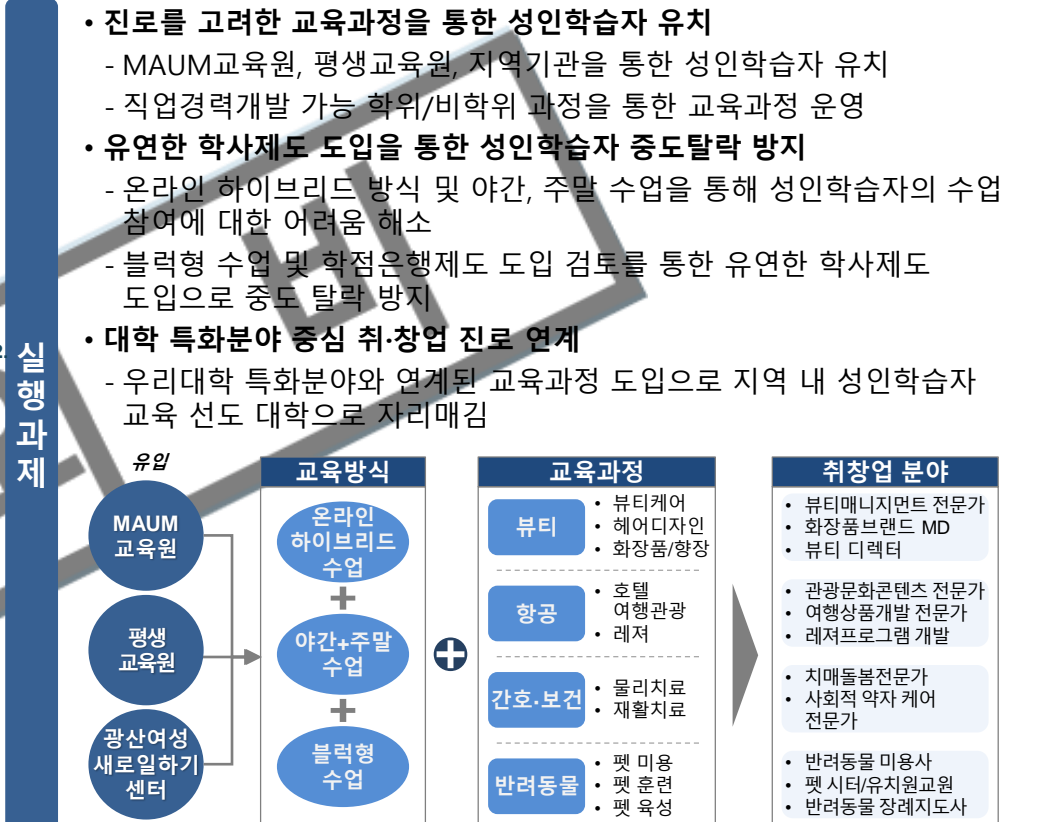 • 진로를 고려한 교육과정을 통한 성인학습자 유치
- MAUM교육원, 평생교육원, 지역기관을 통한 성인학습자 유치
- 직업경력개발 가능 학위/비학위 과정을 통한 교육과정 운영
• 유연한 학사제도 도입을 통한 성인학습자 중도탈락 방지
- 온라인 하이브리드 방식 및 야간, 주말 수업을 통해 성인학습자의 수업
참여에 대한 어려움 해소
- 블럭형 수업 및 학점은행제도 도입 검토를 통한 유연한 학사제도
도입으로 중도 탈락 방지
• 대학 특화분야 중심 취·창업 진로 연계
- 우리대학 특화분야와 연계된 교육과정 도입으로 지역 내 성인학습자
교육 선도 대학으로 자리매김
실
행
과
제
유입
MAUM
교육원
평생
교육원
광산여성
새로일하기
센터
교육방식
온라인
하이브리드
수업
+
야간+주말
수업
+
블럭형
수업
+
교육과정
뷰티
• 뷰티케어
• 헤어디자인
• 화장품/향장
항공
• 호텔
여행관광
• 레져
간호·보건
• 물리치료
• 재활치료
반려동물
• 펫 미용
• 펫 훈련
• 펫 육성
취창업 분야
• 뷰티매니지먼트 전문가
• 화장품브랜드 MD
• 뷰티 디렉터
• 관광문화콘텐츠 전문가
• 여행상품개발 전문가
• 레져프로그램 개발
• 치매돌봄전문가
• 사회적 약자 케어
전문가
• 반려동물 미용사
• 펫 시터/유치원교원
• 반려동물 장례지도사